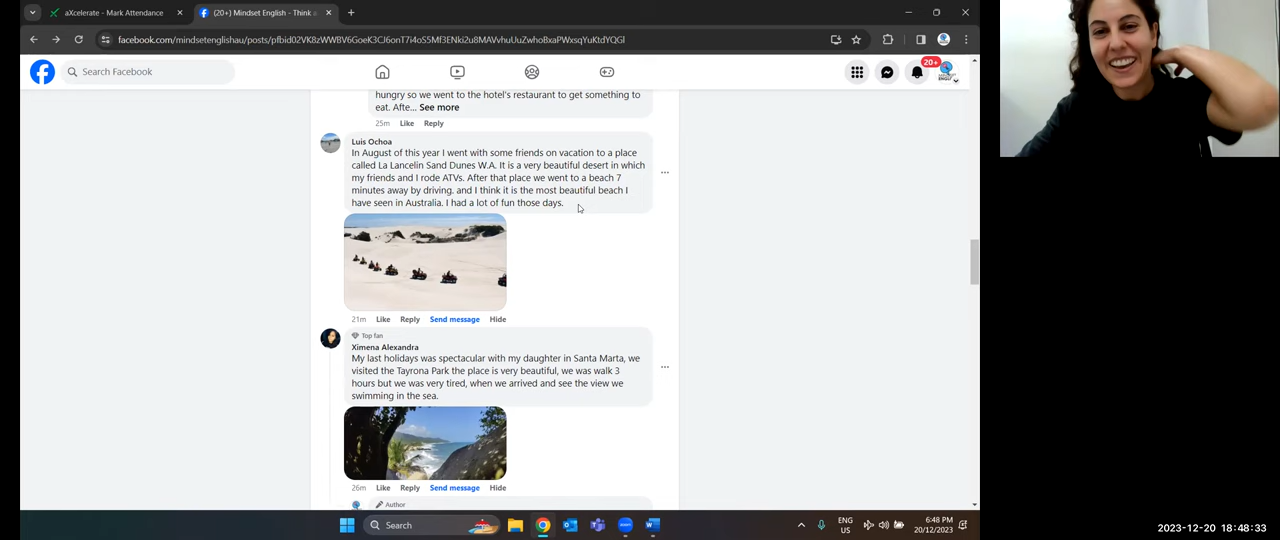 aXcelerate - Mark Attendance
(20+) Mindset English - Think a
facebook.com/mindsetenglishau/posts/pfbid02VK8zWWBV6GoeK3CJ6onT7i4oS5Mf3ENki2u8MAVvhuUuZwhoBxaPWxsqYuKtdYQGl
Search Facebook
20+
hungry so we went to the hotel's restaurant to get something to
eat. Afte... See more
25m Like Reply
Luis Ochoa
In August of this year I went with some friends on vacation to a place
called La Lancelin Sand Dunes W.A. It is a very beautiful desert in which
my friends and I rode ATVs. After that place we went to a beach 7
minutes away by driving. and I think it is the most beautiful beach I
have seen in Australia. I had a lot of fun those days.
21m Like Reply Send message Hide
Top fan
Ximena Alexandra
My last holidays was spectacular with my daughter in Santa Marta, we
visited the Tayrona Park the place is very beautiful, we was walk 3
hours but we was very tired, when we arrived and see the view we
swimming in the sea.
26m Like Reply Send message Hide
Author
Search
ENG
US
6:48 PM
20/12/2023
2023-12-20 18:48:33